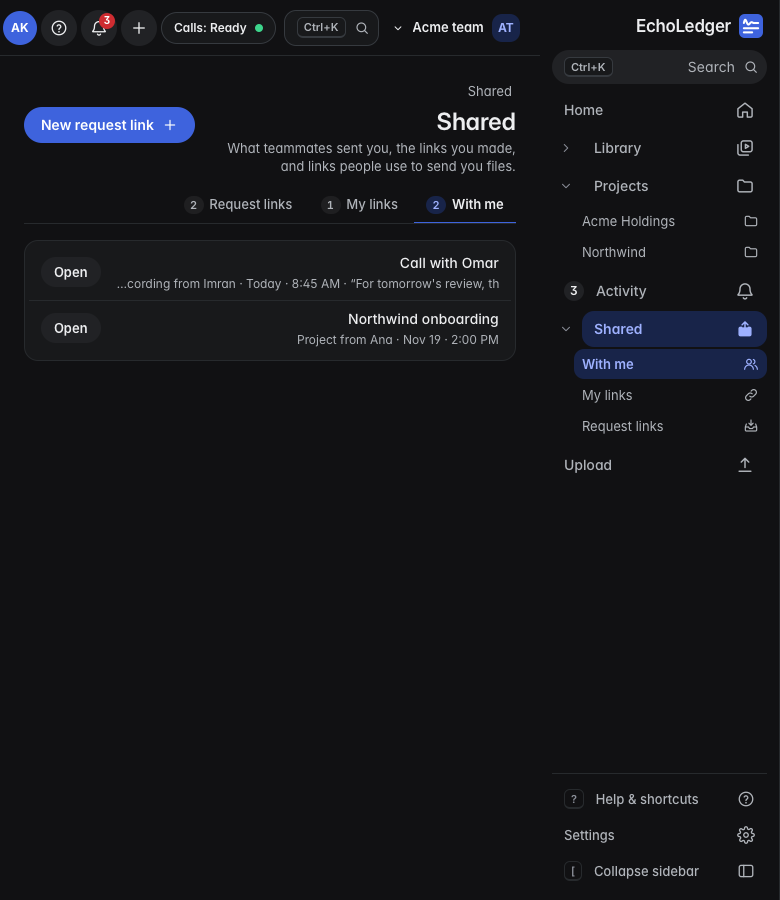 EchoLedger
Search Ctrl+K
Home
Library
Projects
Acme Holdings
Northwind
Activity 3
Shared
With me
My links
Request links
Upload
Help & shortcuts ?
Settings
Collapse sidebar [
AT Acme team
Ctrl+K
Calls: Ready
3
AK
Shared
Shared
What teammates sent you, the links you made,
and links people use to send you files.
New request link
With me 2
My links 1
Request links 2
Call with Omar
...cording from Imran · Today · 8:45 AM · “For tomorrow's review, th
Open
Northwind onboarding
Project from Ana · Nov 19 · 2:00 PM
Open